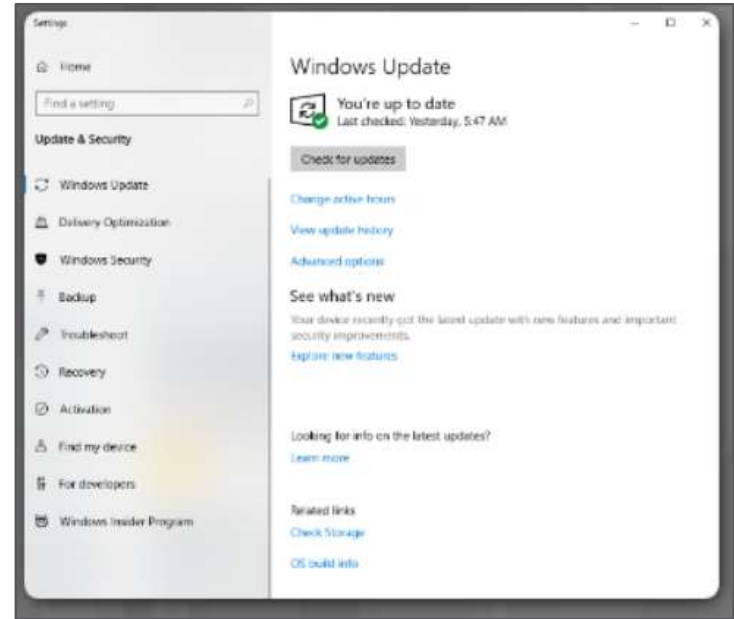 Settings
Home
Find a setting
Update & Security
Windows Update
Delivery Optimization
Windows Security
Backup
Troubleshoot
Recovery
Activation
Find my device
For developers
Windows Insider Program
Windows Update
You're up to date
Last checked: Yesterday, 5:47 AM
Check for updates
Change active hours
View update history
Advanced options
See what's new
Your device recently got the latest update with new features and important
security improvements.
Explore new features
Looking for info on the latest updates?
Learn more
Related links
Check Storage
OS build info